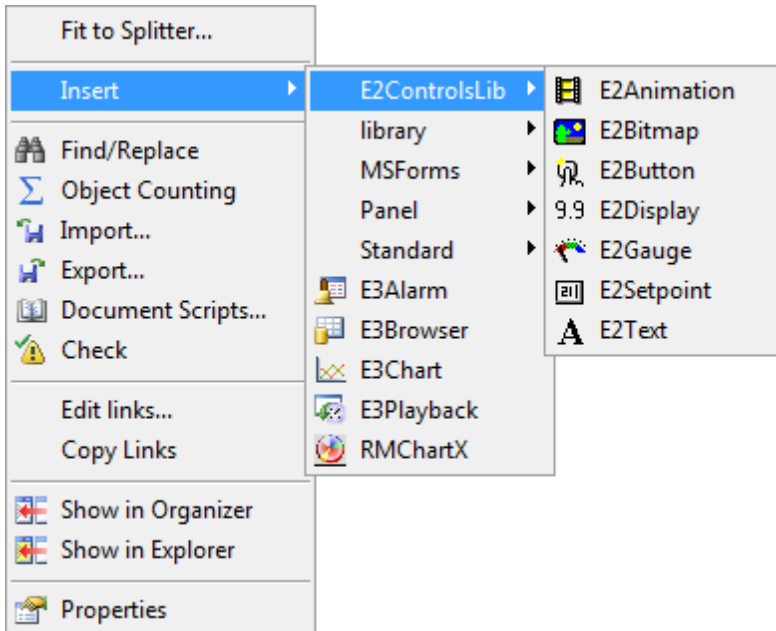 Fit to Splitter...
Insert
Find/Replace
Object Counting
Import...
Export...
Document Scripts...
Check
Edit links...
Copy Links
Show in Organizer
Show in Explorer
Properties
E2ControlsLib
library
MSForms
Panel
Standard
E3Alarm
E3Browser
E3Chart
E3Playback
RMChartX
E2Animation
E2Bitmap
E2Button
9.9 E2Display
E2Gauge
E2Setpoint
A E2Text